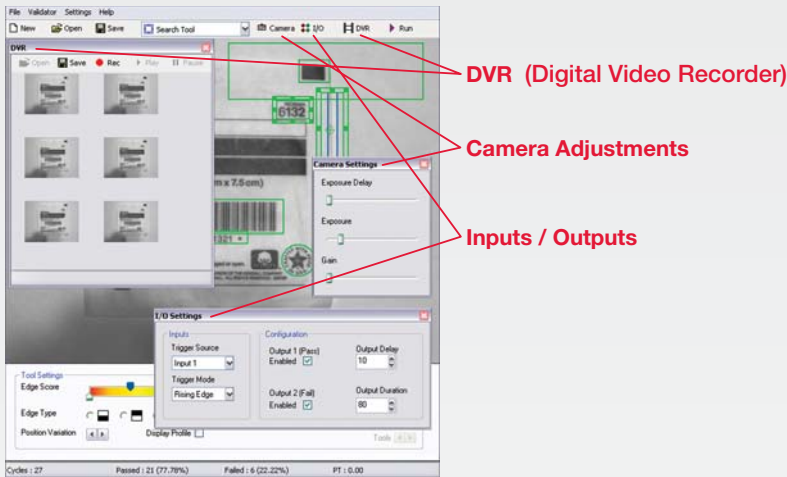 File Validator Settings Help
New Open Save Search Tool Camera I/O DVR Run
DVR
Open Save Rec Play Pause
DVR (Digital Video Recorder)
6132
Camera Adjustments
Camera Settings
Exposure Delay
m x 7.5cm)
Exposure
Inputs / Outputs
1321
Gain
I/O Settings
Inputs
Trigger Source
Input 1
Trigger Mode
Rising Edge
Configuration
Output 1 (Pass)
Enabled
Output Delay
10
Output 2 (Fail)
Enabled
Output Duration
80
Tool Settings
Edge Score
Edge Type
Position Variation
Display Profile
Tools
Cycles : 27 Passed : 21 (77.78%) Failed : 6 (22.22%) PT : 0.00